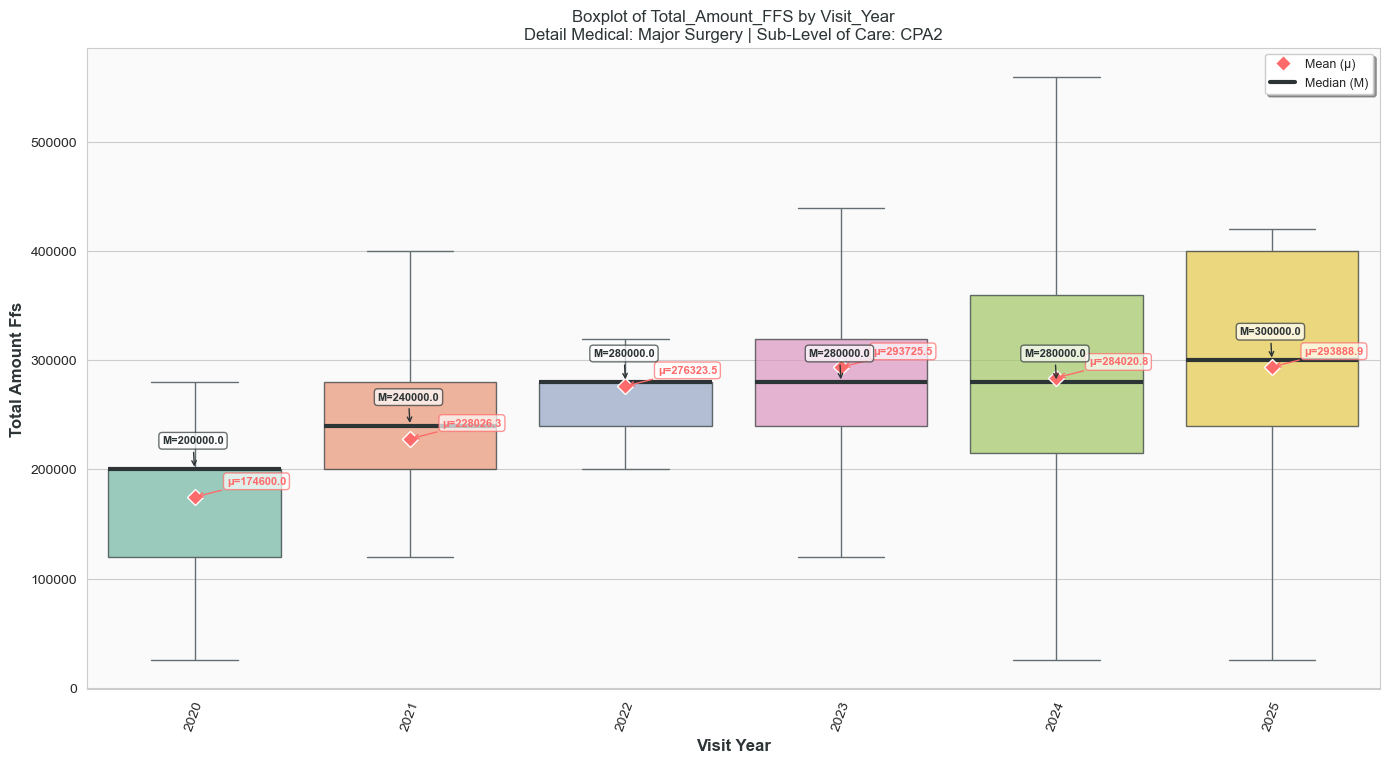 Boxplot of Total_Amount_FFS by Visit_Year
Detail Medical: Major Surgery | Sub-Level of Care: CPA2
Mean (μ)
Median (M)
Total Amount Ffs
500000
400000
300000
200000
100000
0
M=200000.0
μ=174600.0
M=240000.0
μ=228026.3
M=280000.0
μ=276323.5
M=280000.0
μ=293725.5
M=280000.0
μ=284020.8
M=300000.0
μ=293888.9
2020
2021
2022
2023
2024
2025
Visit Year